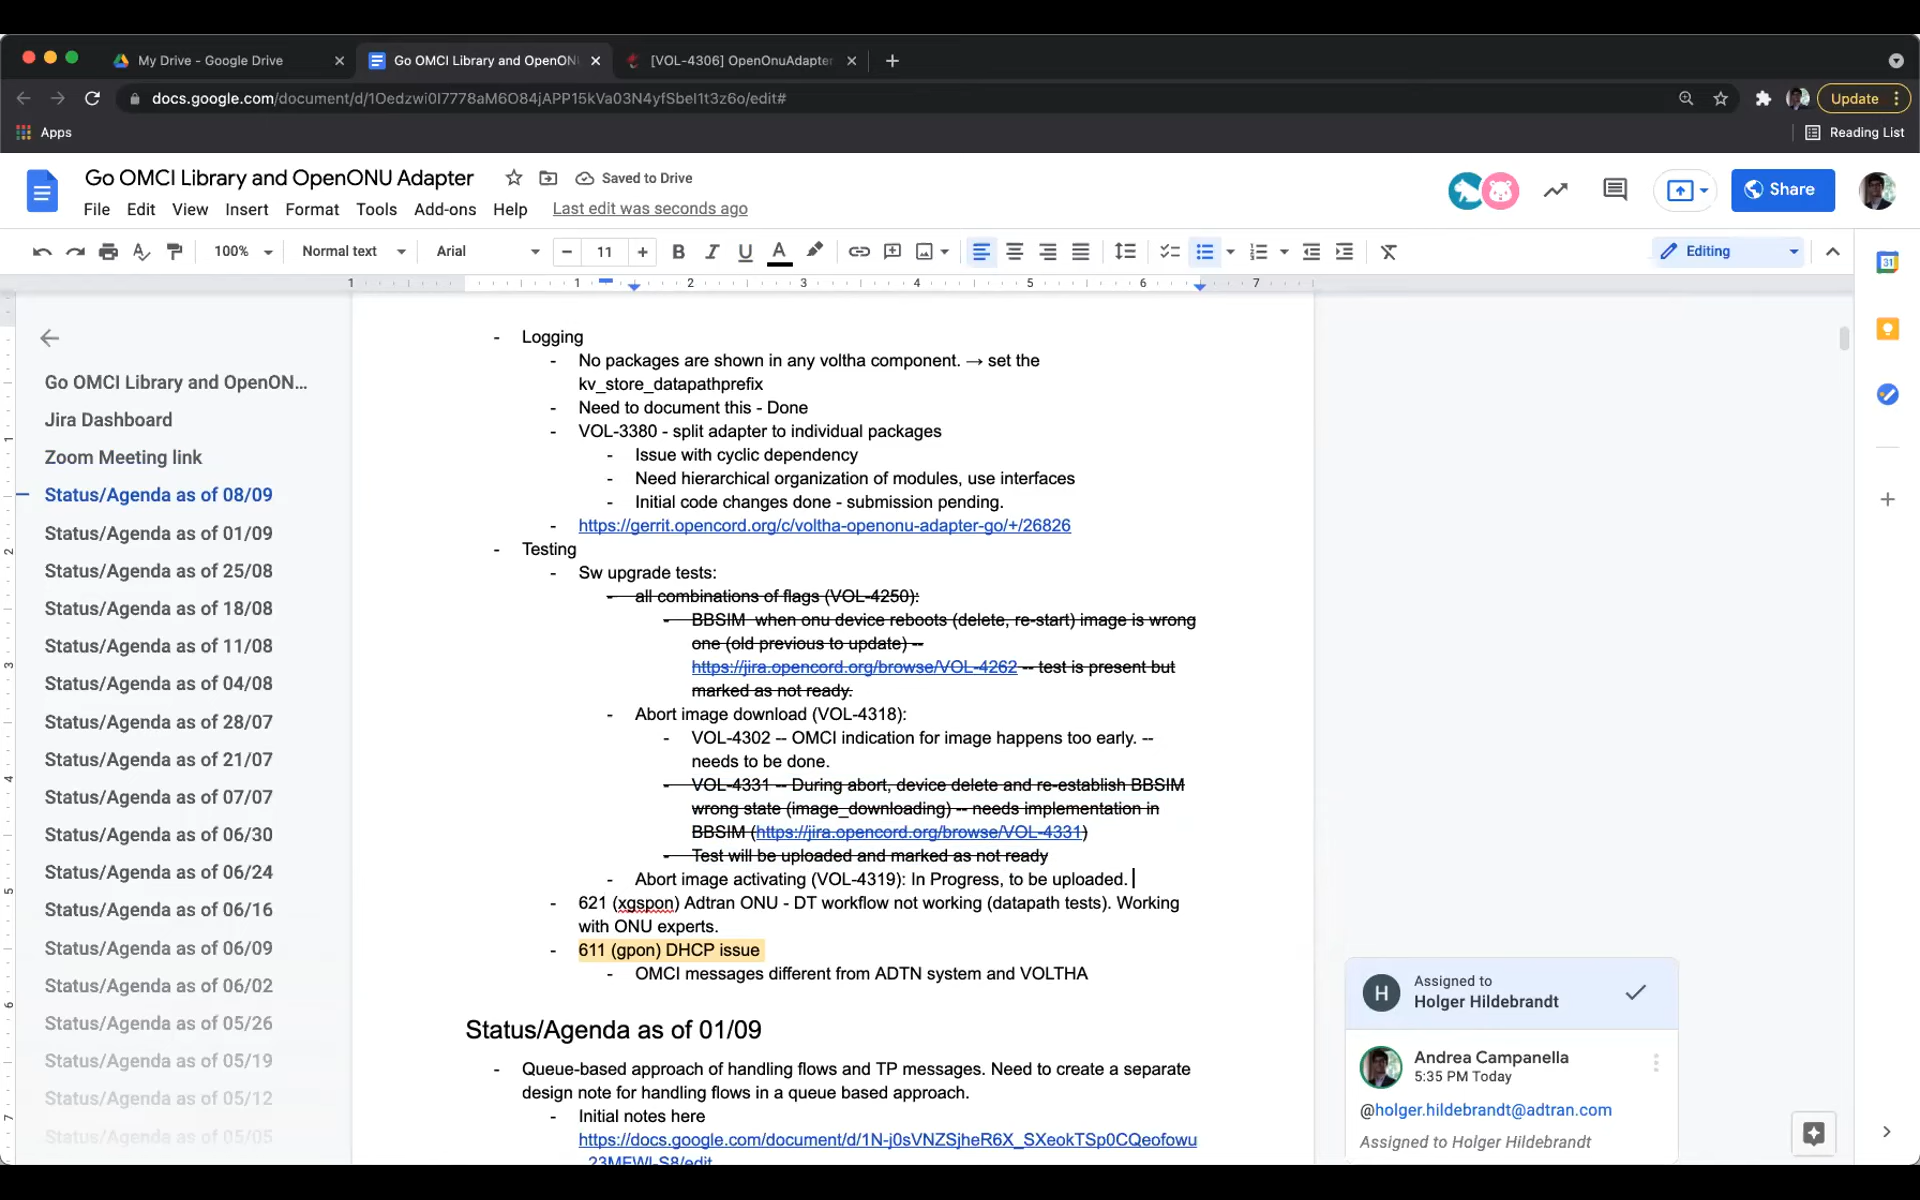 My Drive - Google Drive
Go OMCI Library and OpenON
[VOL-4306] OpenOnuAdapter
docs.google.com/document/d/1Oedzwi0I7778aM6O84jAPP15kVa03N4yfSbeI1t3z6o/edit#
Update
Apps
Reading List
Go OMCI Library and OpenONU Adapter
Saved to Drive
File Edit View Insert Format Tools Add-ons Help Last edit was seconds ago
Share
100% Normal text Arial 11 B I U A
Editing
31
1 1 2 3 4 5 6 7
Go OMCI Library and OpenON...
Jira Dashboard
Zoom Meeting link
Status/Agenda as of 08/09
Status/Agenda as of 01/09
Status/Agenda as of 25/08
Status/Agenda as of 18/08
Status/Agenda as of 11/08
Status/Agenda as of 04/08
Status/Agenda as of 28/07
Status/Agenda as of 21/07
Status/Agenda as of 07/07
Status/Agenda as of 06/30
Status/Agenda as of 06/24
Status/Agenda as of 06/16
Status/Agenda as of 06/09
Status/Agenda as of 06/02
Status/Agenda as of 05/26
Status/Agenda as of 05/19
Status/Agenda as of 05/12
Status/Agenda as of 05/05
1
2
3
4
5
6
7
- Logging
- No packages are shown in any voltha component. → set the
kv_store_datapathprefix
- Need to document this - Done
- VOL-3380 - split adapter to individual packages
- Issue with cyclic dependency
- Need hierarchical organization of modules, use interfaces
- Initial code changes done - submission pending.
- https://gerrit.opencord.org/c/voltha-openonu-adapter-go/+/26826
- Testing
- Sw upgrade tests:
- all combinations of flags (VOL-4250):
- BBSIM when onu device reboots (delete, re-start) image is wrong
one (old previous to update) --
https://jira.opencord.org/browse/VOL-4262 -- test is present but
marked as not ready.
- Abort image download (VOL-4318):
- VOL-4302 -- OMCI indication for image happens too early. --
needs to be done.
- VOL-4331 -- During abort, device delete and re-establish BBSIM
wrong state (image_downloading) -- needs implementation in
BBSIM (https://jira.opencord.org/browse/VOL-4331)
- Test will be uploaded and marked as not ready
- Abort image activating (VOL-4319): In Progress, to be uploaded.
- 621 (xgspon) Adtran ONU - DT workflow not working (datapath tests). Working
with ONU experts.
- 611 (gpon) DHCP issue
- OMCI messages different from ADTN system and VOLTHA
Status/Agenda as of 01/09
- Queue-based approach of handling flows and TP messages. Need to create a separate
design note for handling flows in a queue based approach.
- Initial notes here
https://docs.google.com/document/d/1N-j0sVNZSjheR6X_SXeokTSp0CQeofowu
_23MFWI-S8/edit
H
Assigned to
Holger Hildebrandt
Andrea Campanella
5:35 PM Today
@holger.hildebrandt@adtran.com
Assigned to Holger Hildebrandt